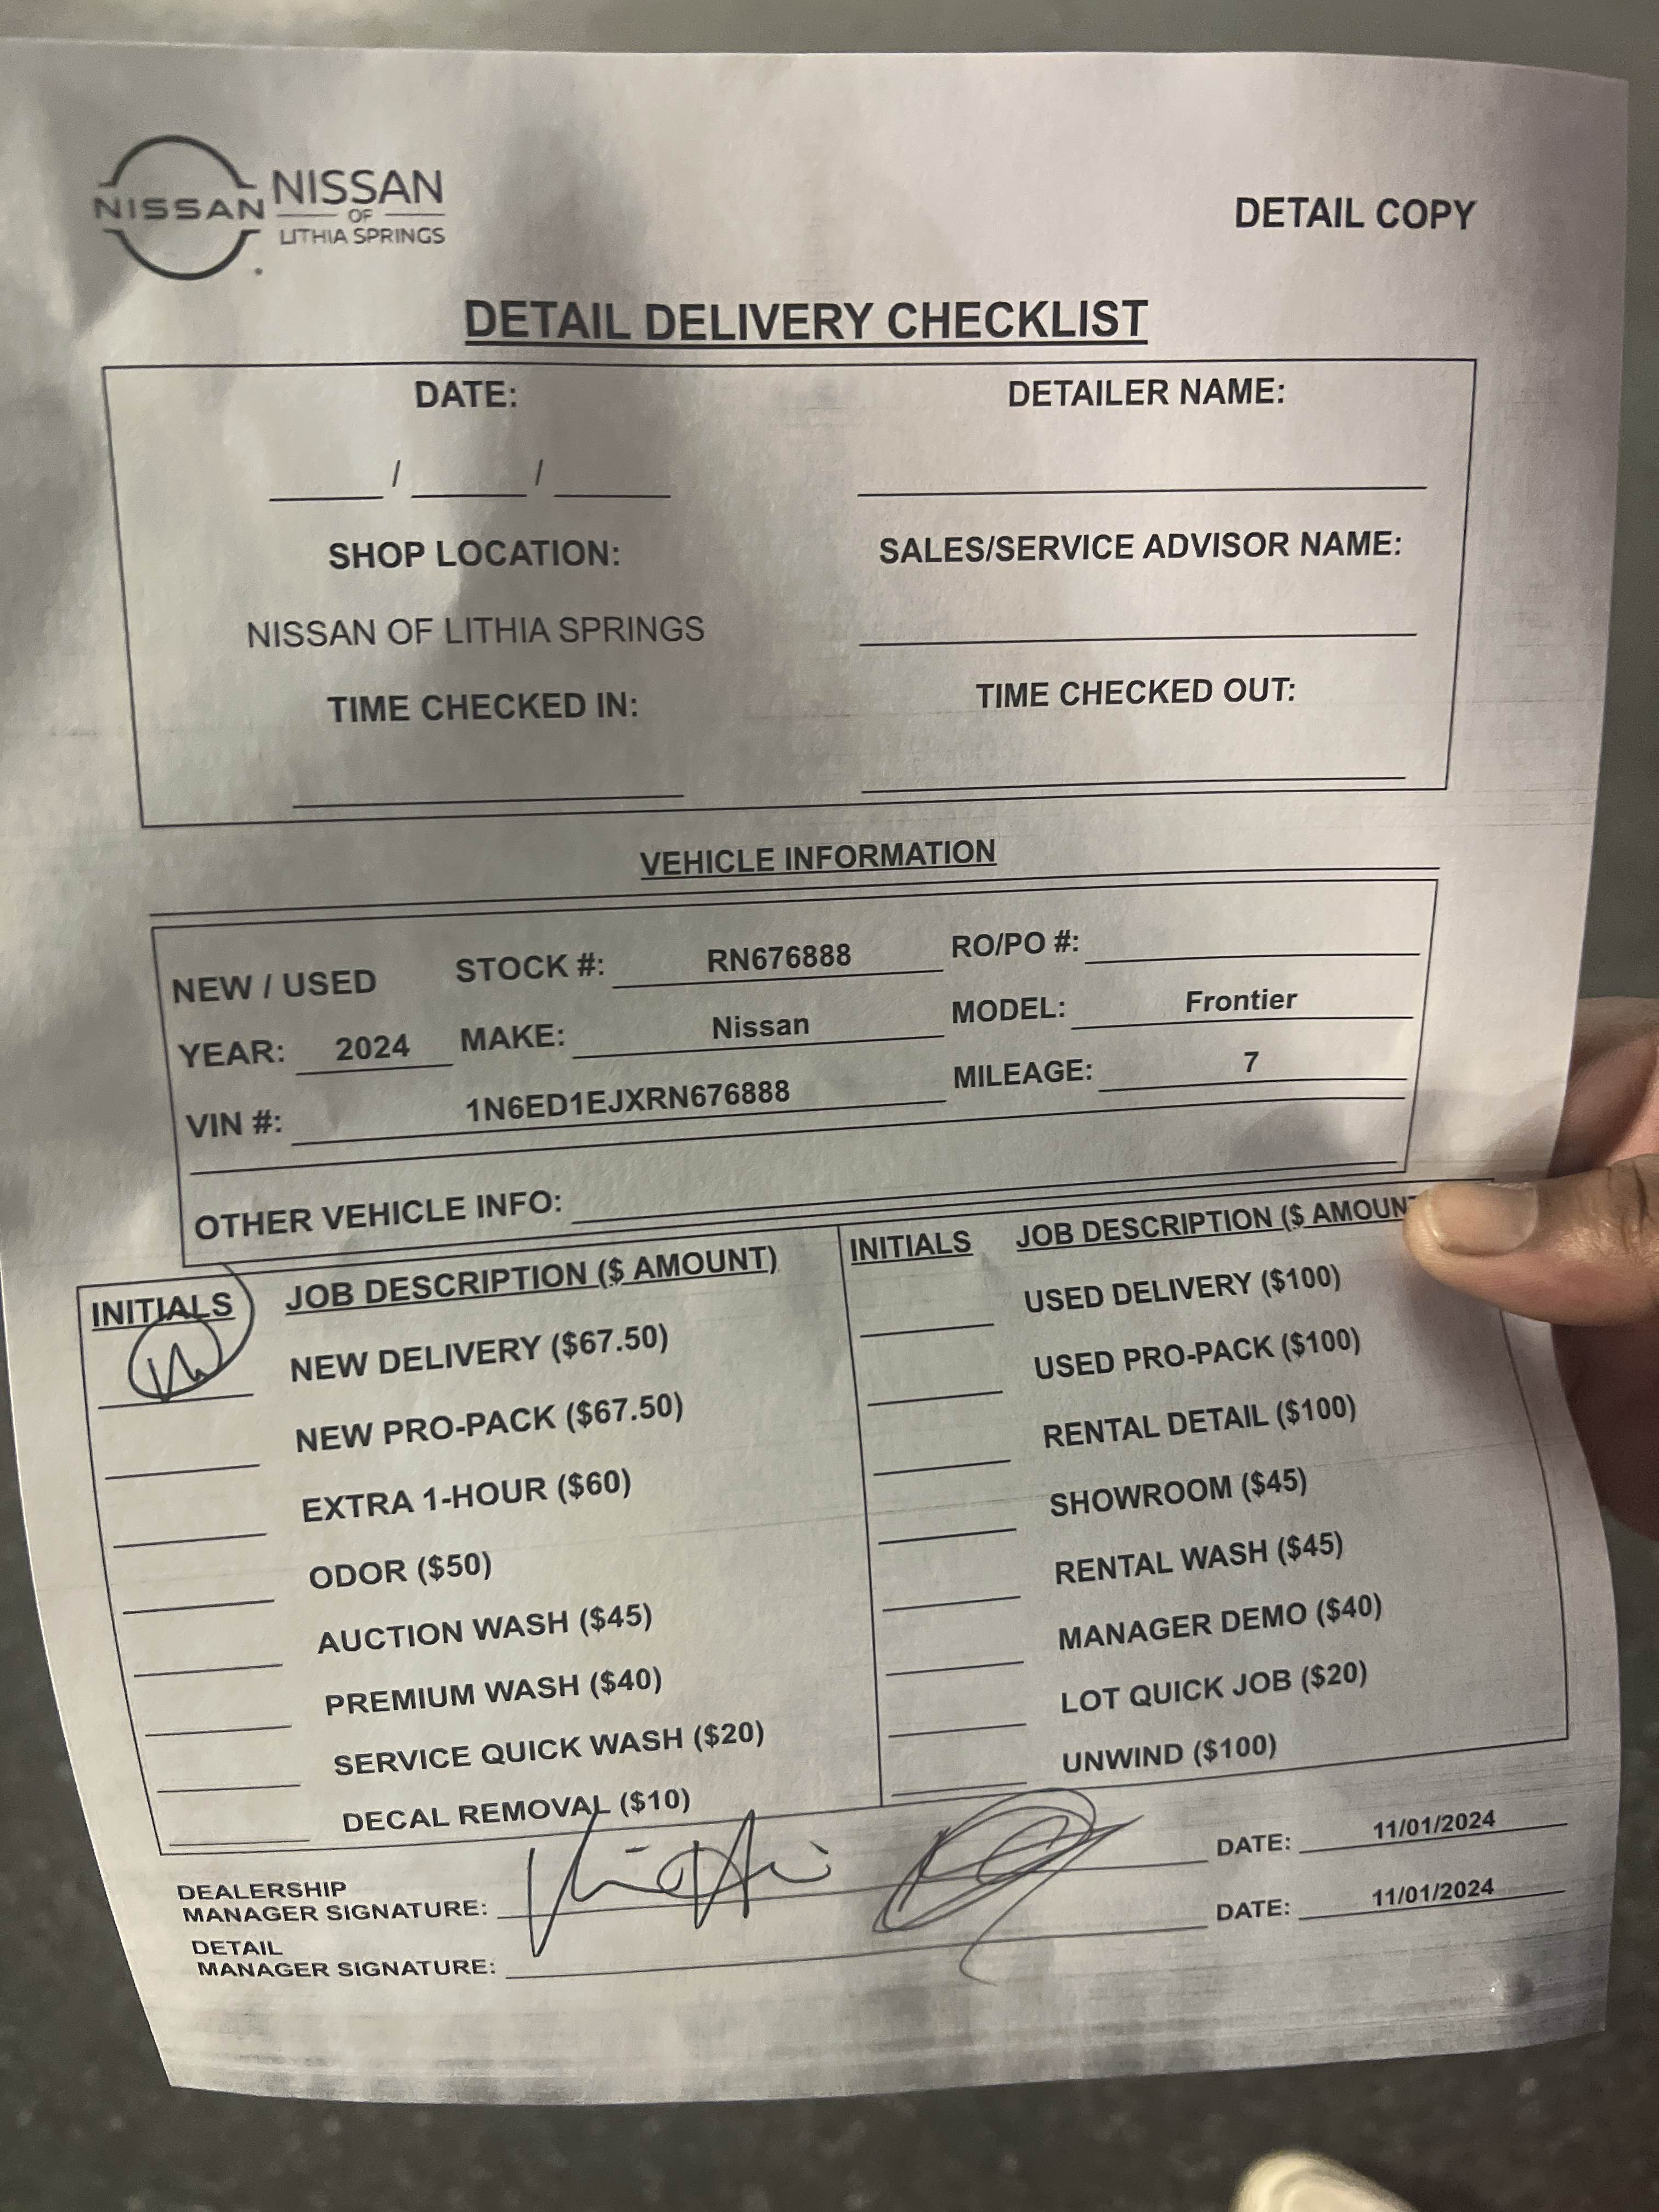 NISSAN NISSAN
OF
LITHIA SPRINGS
DETAIL COPY
DETAIL DELIVERY CHECKLIST
DATE: DETAILER NAME:
____ / ____ / ____ ____
SHOP LOCATION: SALES/SERVICE ADVISOR NAME:
NISSAN OF LITHIA SPRINGS
TIME CHECKED IN: TIME CHECKED OUT:
VEHICLE INFORMATION
NEW / USED STOCK #: RN676888 RO/PO #:
YEAR: 2024 MAKE: Nissan MODEL: Frontier
VIN #: 1N6ED1EJXRN676888 MILEAGE: 7
OTHER VEHICLE INFO:
INITIALS JOB DESCRIPTION ($ AMOUNT) INITIALS JOB DESCRIPTION ($ AMOUNT
NEW DELIVERY ($67.50) USED DELIVERY ($100)
NEW PRO-PACK ($67.50) USED PRO-PACK ($100)
EXTRA 1-HOUR ($60) RENTAL DETAIL ($100)
ODOR ($50) SHOWROOM ($45)
AUCTION WASH ($45) RENTAL WASH ($45)
PREMIUM WASH ($40) MANAGER DEMO ($40)
SERVICE QUICK WASH ($20) LOT QUICK JOB ($20)
DECAL REMOVAL ($10) UNWIND ($100)
DEALERSHIP
MANAGER SIGNATURE: DATE: 11/01/2024
DETAIL
MANAGER SIGNATURE: DATE: 11/01/2024